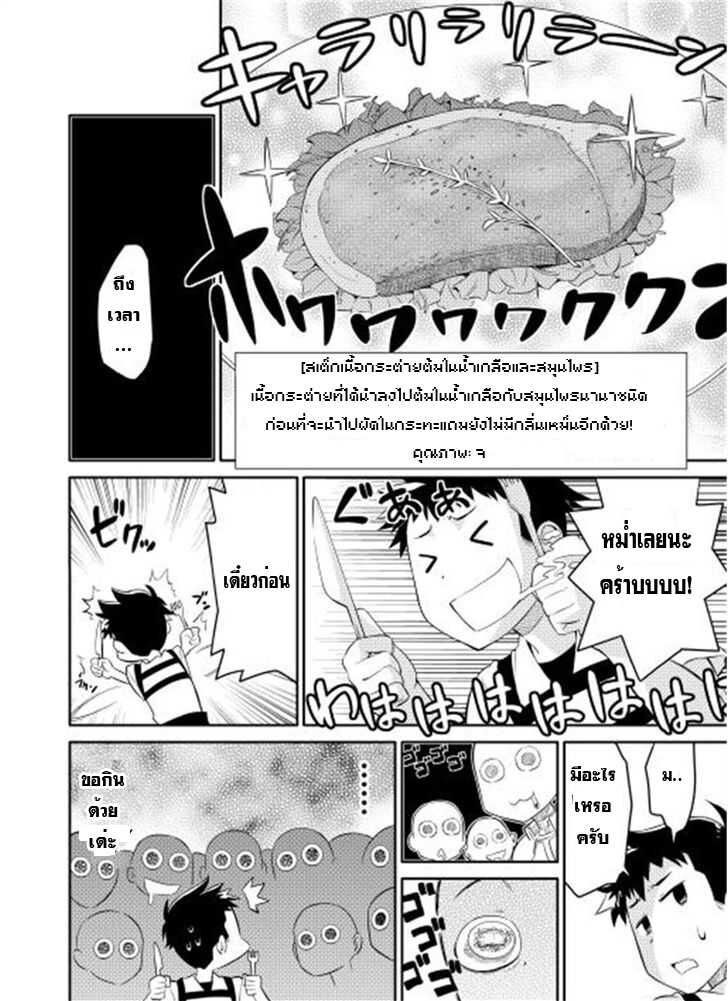 キャラリラリラーン
ホワワワワククク
[สเต็กเนื้อกระต่ายต้มในน้ำเกลือและสมุนไพร]
เนื้อกระต่ายที่ได้นำลงไปต้มในน้ำเกลือกับสมุนไพรนานาชนิด
ก่อนที่จะนำไปผัดในกระทะแถมยังไม่มีกลิ่นเหม็นอีกด้วย!
คุณภาพ: จ
ถึง
เวลา
...
หม่ำเลยนะ
คร้าบบบบ!
ぐあぁぁ
わはははははは
เดี๋ยวก่อน
ビクッ
ม..
มีอะไร
เหรอ
ครับ
ゴゴゴゴ
ゴゴゴゴ
ขอกิน
ด้วย
เด่ะ